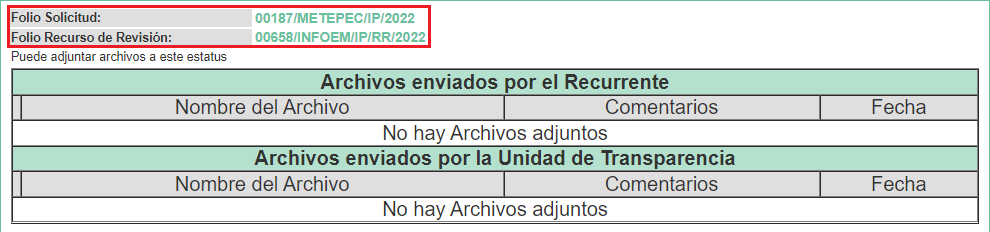 Folio Solicitud: 00187/METEPEC/IP/2022
Folio Recurso de Revisión: 00658/INFOEM/IP/RR/2022
Puede adjuntar archivos a este estatus
Archivos enviados por el Recurrente
Nombre del Archivo Comentarios Fecha
No hay Archivos adjuntos
Archivos enviados por la Unidad de Transparencia
Nombre del Archivo Comentarios Fecha
No hay Archivos adjuntos